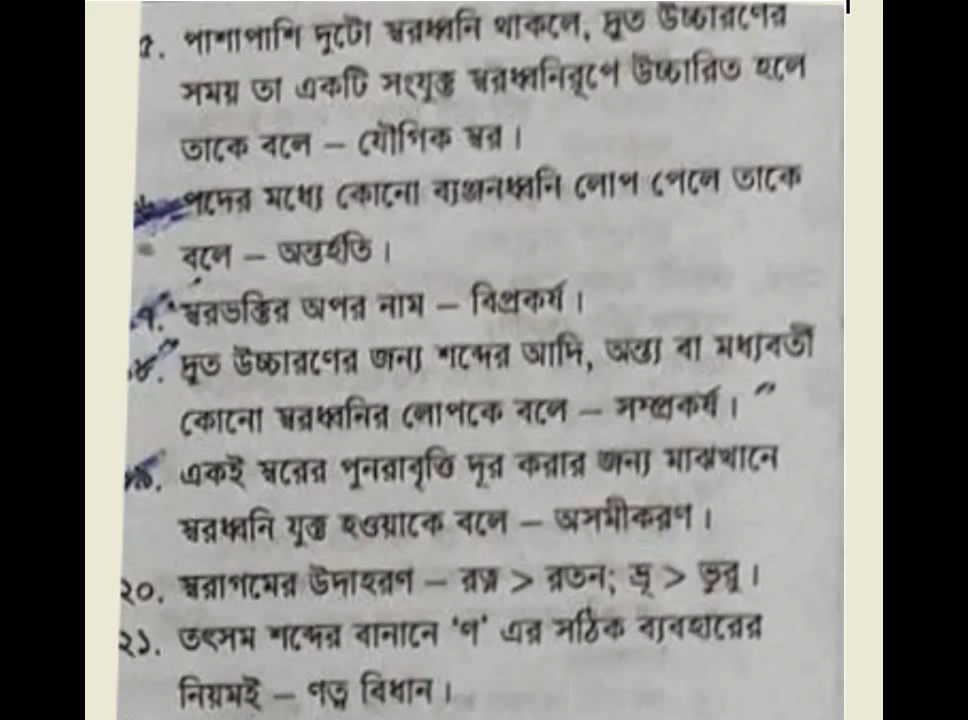 ৫. পাশাপাশি দুটো স্বরধ্বনি থাকলে, দ্রুত উচ্চারণের
সময় তা একটি সংযুক্ত স্বরধ্বনিরূপে উচ্চারিত হলে
তাকে বলে – যৌগিক স্বর।
পদের মধ্যে কোনো ব্যঞ্জনধ্বনি লোপ পেলে তাকে
বলে – অন্তর্হতি।
৭. স্বরভক্তির অপর নাম – বিপ্রকর্ষ।
৮. দ্রুত উচ্চারণের জন্য শব্দের আদি, অন্ত্য বা মধ্যবর্তী
কোনো স্বরধ্বনির লোপকে বলে – সম্প্রকর্ষ।
একই স্বরের পুনরাবৃত্তি দূর করার জন্য মাঝখানে
স্বরধ্বনি যুক্ত হওয়াকে বলে – অসমীকরণ।
২০. স্বরাগমের উদাহরণ – রত্ন > রতন; ভ্রূ > ভুরু।
২১. তৎসম শব্দের বানানে ‘ণ’ এর সঠিক ব্যবহারের
নিয়মই – ণত্ব বিধান।